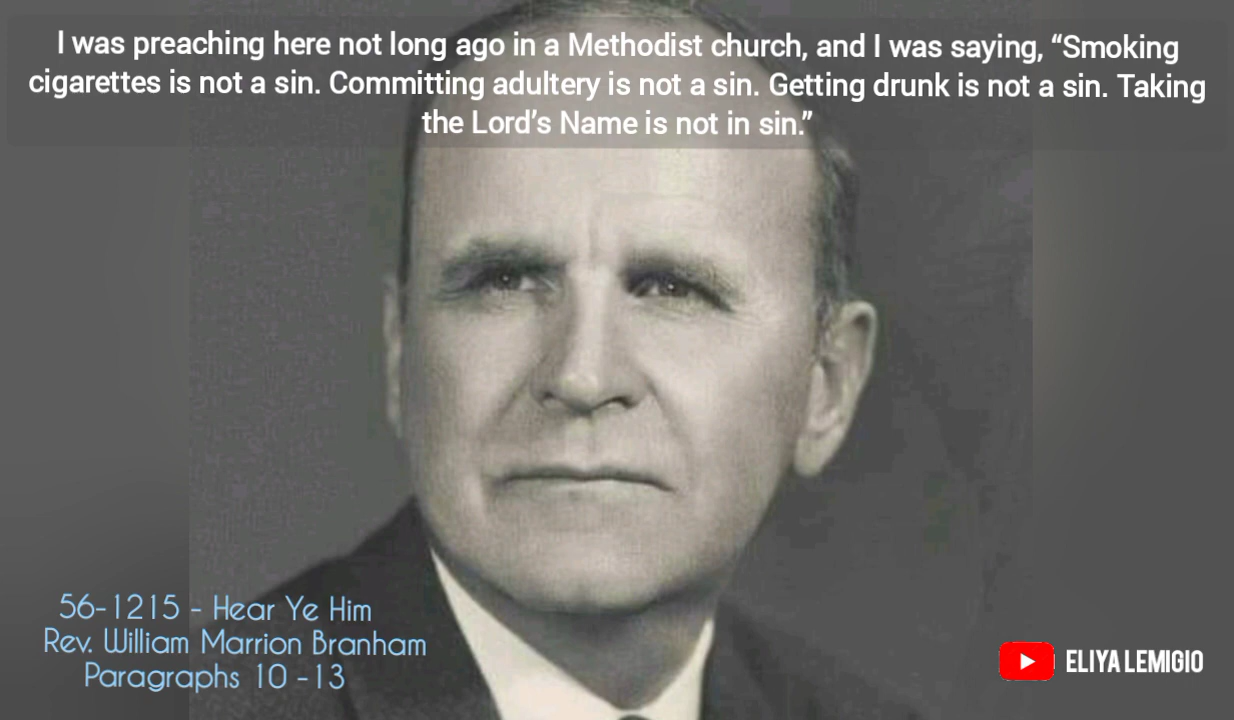 I was preaching here not long ago in a Methodist church, and I was saying, “Smoking
cigarettes is not a sin. Committing adultery is not a sin. Getting drunk is not a sin. Taking
the Lord’s Name is not in sin.”
56-1215 - Hear Ye Him
Rev. William Marrion Branham
Paragraphs 10 -13
ELIYA LEMIGIO